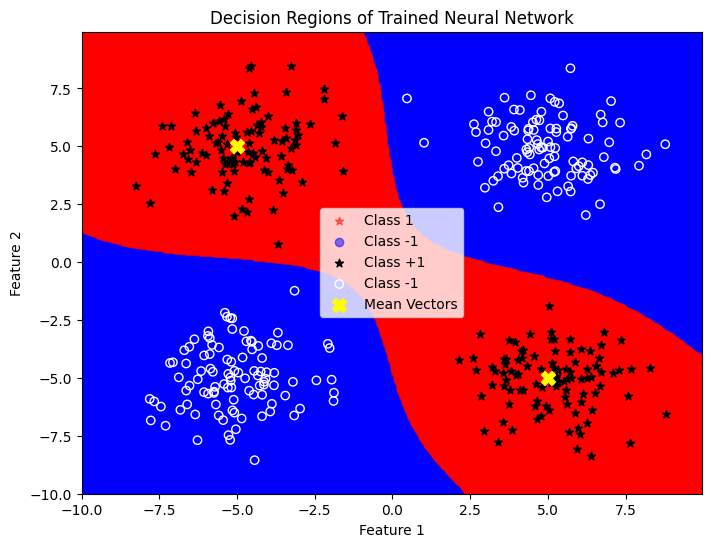 Decision Regions of Trained Neural Network
Feature 2
7.5
5.0
2.5
0.0
-2.5
-5.0
-7.5
-10.0
Class 1
Class -1
Class +1
Class -1
Mean Vectors
-10.0 -7.5 -5.0 -2.5 0.0 2.5 5.0 7.5
Feature 1